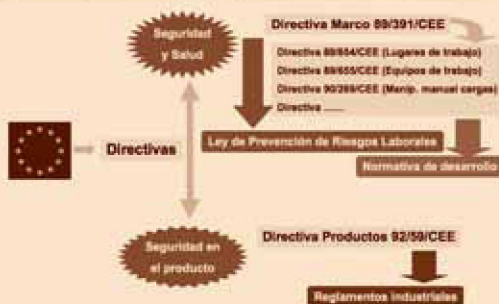 Seguridad
y Salud
Directiva Marco 89/391/CEE
Directiva 89/654/CEE (Lugares de trabajo)
Directiva 89/655/CEE (Equipos de trabajo)
Directiva 90/269/CEE (Manip. manual cargas)
Directiva ......
Directivas
Ley de Prevención de Riesgos Laborales
Normativa de desarrollo
Seguridad en
el producto
Directiva Productos 92/59/CEE
Reglamentos industriales